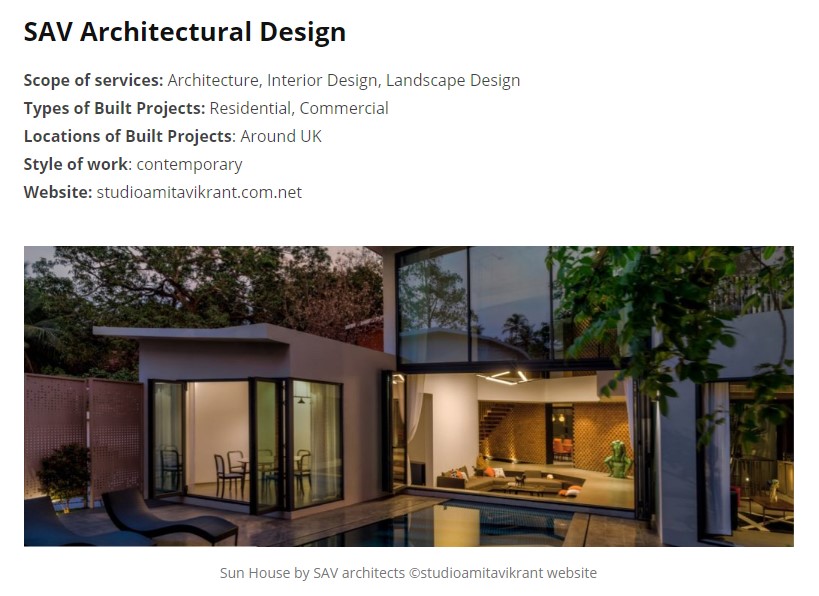 SAV Architectural Design
Scope of services: Architecture, Interior Design, Landscape Design
Types of Built Projects: Residential, Commercial
Locations of Built Projects: Around UK
Style of work: contemporary
Website: studioamitavikrant.com.net
Sun House by SAV architects ©studioamitavikrant website